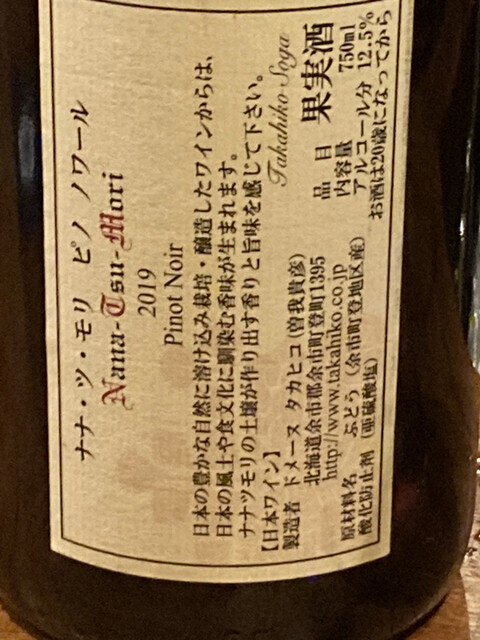 ナナ・ツ・モリ ピノ ノワール
Nana-Tsu-Mori
2019
Pinot Noir
日本の豊かな自然に溶け込み栽培・醸造したワインからは、
日本の風土や食文化に馴染む香味が生まれます。
ナナツモリの土壌が作り出す香りと旨味を感じて下さい。
Takahiko Soga
【日本ワイン】
製造者 ドメーヌ タカヒコ (曽我貴彦)
北海道余市郡余市町登町1395
http://www.takahiko.co.jp
原材料名 ぶどう (余市町登地区産)
酸化防止剤 (亜硫酸塩)
品目 果実酒
内容量 750ml
アルコール分 12.5%
お酒は20歳になってから